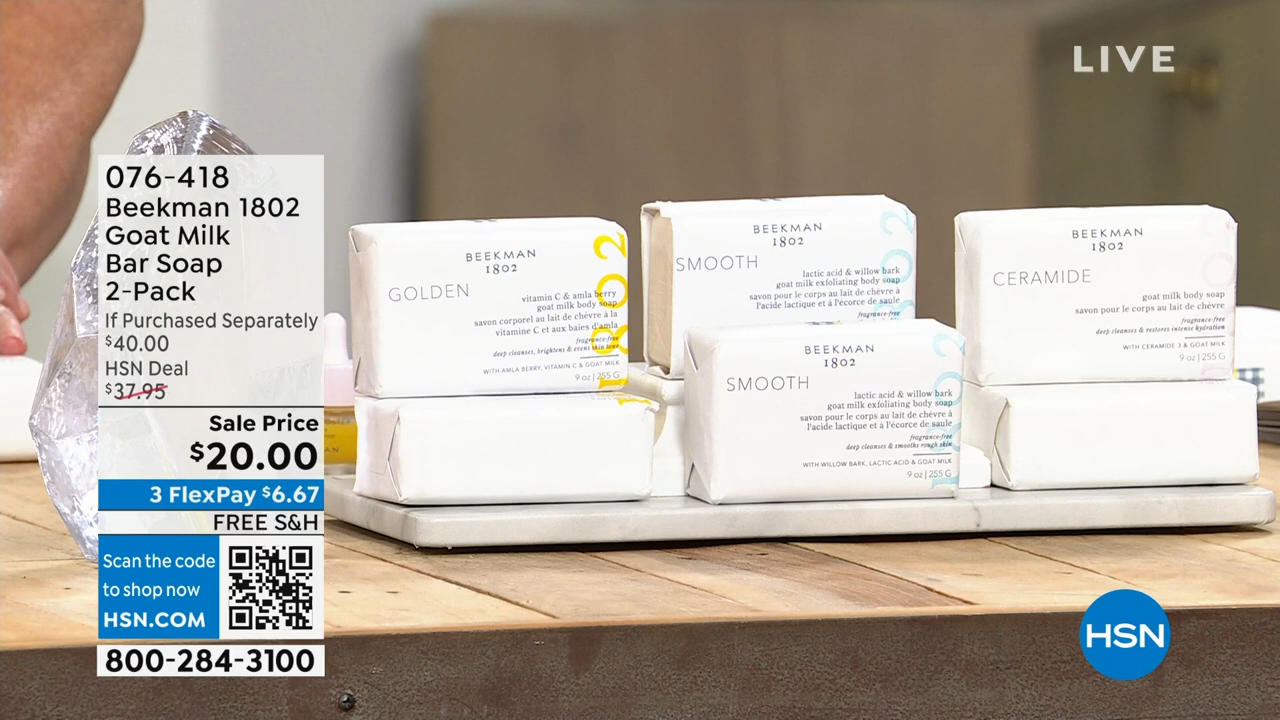 LIVE
076-418
Beekman 1802
Goat Milk
Bar Soap
2-Pack
If Purchased Separately
$40.00
HSN Deal
$37.95
Sale Price
$20.00
3 FlexPay $6.67
FREE S&H
Scan the code
to shop now
HSN.COM
800-284-3100
BEEKMAN
1802
GOLDEN
vitamin C & amla berry
goat milk body soap
savon corporel au lait de chèvre à la
vitamine C et aux baies d'amla
fragrance-free
deep cleanses, brightens & evens skin tone
WITH AMLA BERRY, VITAMIN C & GOAT MILK
9 oz | 255 G
1802
BEEKMAN
1802
SMOOTH
lactic acid & willow bark
goat milk exfoliating body soap
savon pour le corps au lait de chèvre à
l'acide lactique et à l'écorce de saule
fragrance-free
BEEKMAN
1802
SMOOTH
lactic acid & willow bark
goat milk exfoliating body soap
savon pour le corps au lait de chèvre à
l'acide lactique et à l'écorce de saule
fragrance-free
deep cleanses & smooths rough skin
WITH WILLOW BARK, LACTIC ACID & GOAT MILK
9 oz | 255 G
1802
BEEKMAN
1802
CERAMIDE
goat milk body soap
savon pour le corps au lait de chèvre
fragrance-free
deep cleanses & restores intense hydration
WITH CERAMIDE 3 & GOAT MILK
9 oz | 255 G
HSN